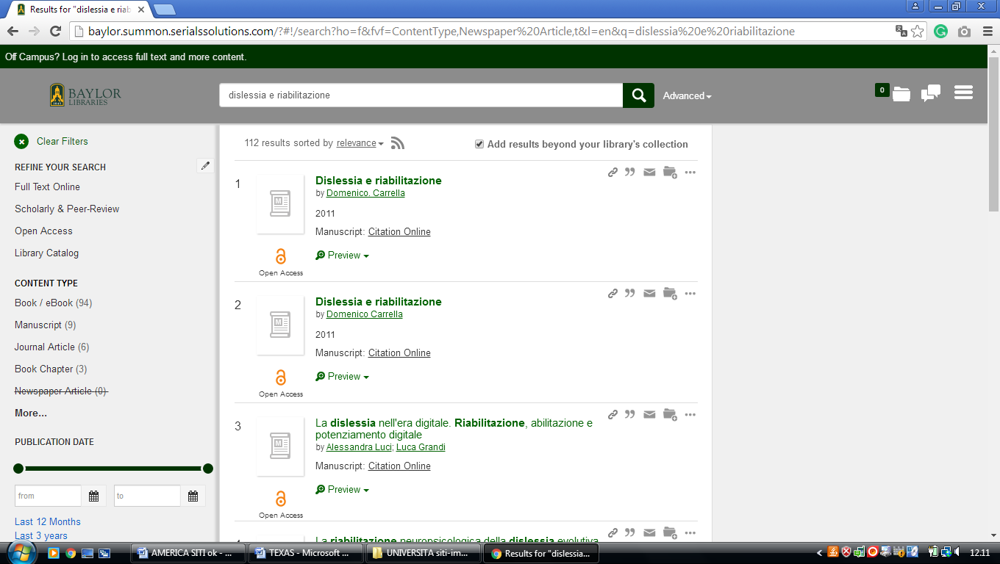 Results for "dislessia e riab
baylor.summon.serialssolutions.com/?#!/search?ho=f&fvf=ContentType,Newspaper%20Article,t&l=en&q=dislessia%20e%20riabilitazione
Off Campus? Log in to access full text and more content.
BAYLOR
LIBRARIES
dislessia e riabilitazione
Advanced
0
Clear Filters
REFINE YOUR SEARCH
Full Text Online
Scholarly & Peer-Review
Open Access
Library Catalog
CONTENT TYPE
Book / eBook (94)
Manuscript (9)
Journal Article (6)
Book Chapter (3)
Newspaper Article (0)
More...
PUBLICATION DATE
from
to
Last 12 Months
Last 3 years
112 results sorted by relevance
Add results beyond your library's collection
1
Dislessia e riabilitazione
by Domenico. Carrella
2011
Manuscript: Citation Online
Preview
Open Access
2
Dislessia e riabilitazione
by Domenico Carrella
2011
Manuscript: Citation Online
Preview
Open Access
3
La dislessia nell'era digitale. Riabilitazione, abilitazione e
potenziamento digitale
by Alessandra Luci; Luca Grandi
Manuscript: Citation Online
Preview
Open Access
La riabilitazione neuropsicologica della dislessia evolutiva
AMERICA SITI ok - ...
TEXAS - Microsoft ...
UNIVERSITA siti-im...
Results for "dislessia...
12.11